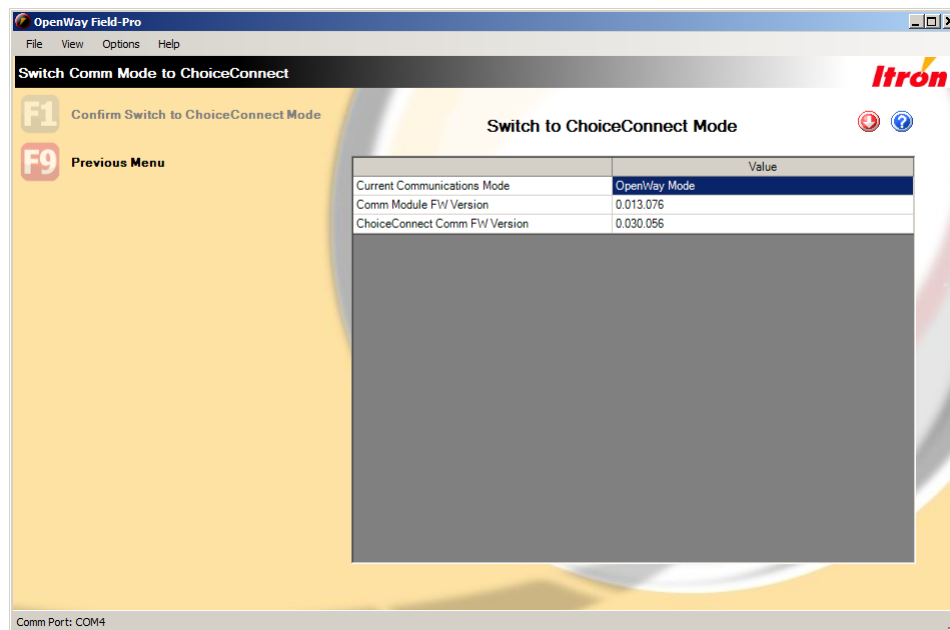 OpenWay Field-Pro
File View Options Help
Switch Comm Mode to ChoiceConnect
Itrón
F1 Confirm Switch to ChoiceConnect Mode
F9 Previous Menu
Switch to ChoiceConnect Mode
Value
Current Communications Mode OpenWay Mode
Comm Module FW Version 0.013.076
ChoiceConnect Comm FW Version 0.030.056
Comm Port: COM4